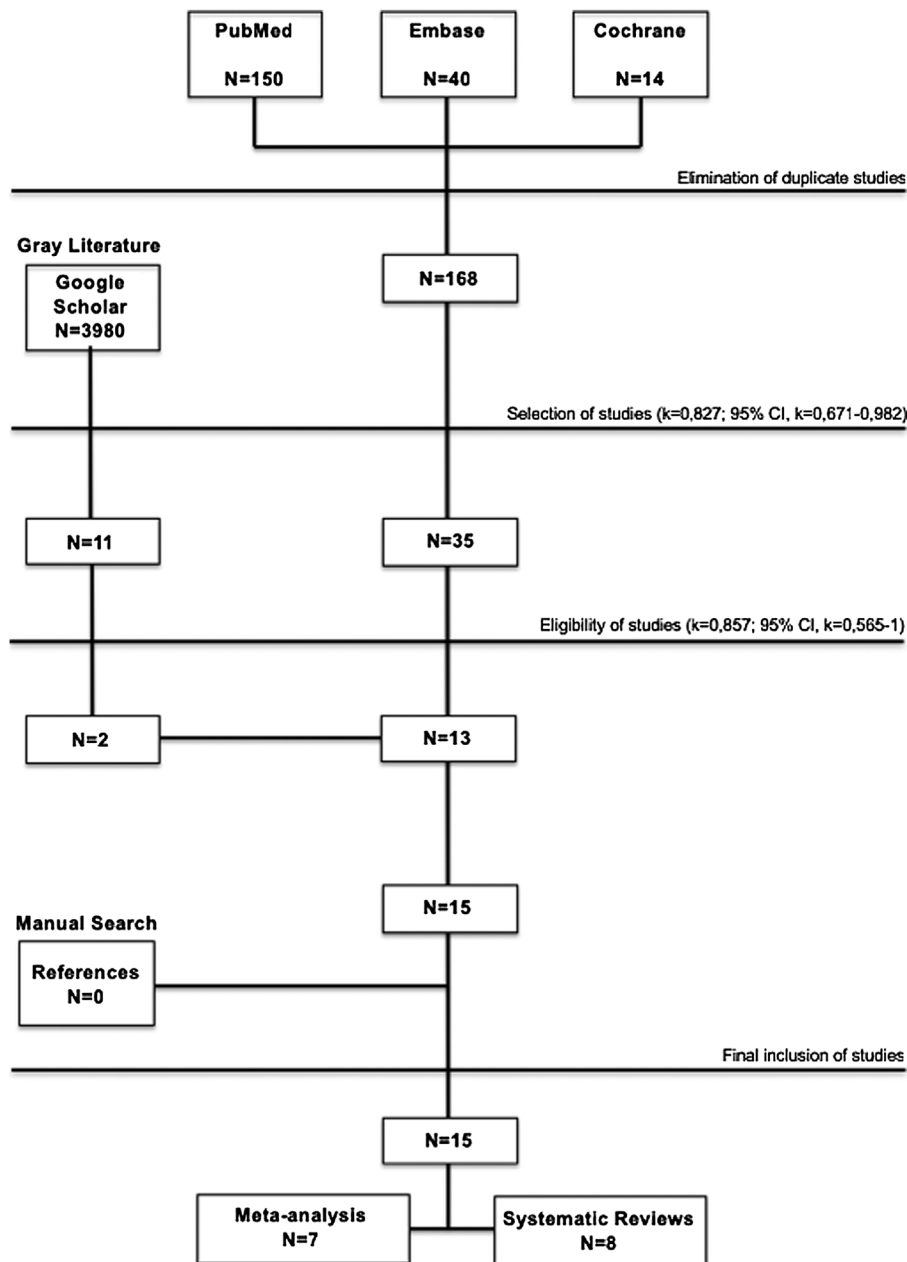 PubMed
N=150
Embase
N=40
Cochrane
N=14
Elimination of duplicate studies
Gray Literature
Google
Scholar
N=3980
N=168
Selection of studies (k=0,827; 95% CI, k=0,671-0,982)
N=11
N=35
Eligibility of studies (k=0,857; 95% CI, k=0,565-1)
N=2
N=13
N=15
Manual Search
References
N=0
Final inclusion of studies
N=15
Meta-analysis
N=7
Systematic Reviews
N=8